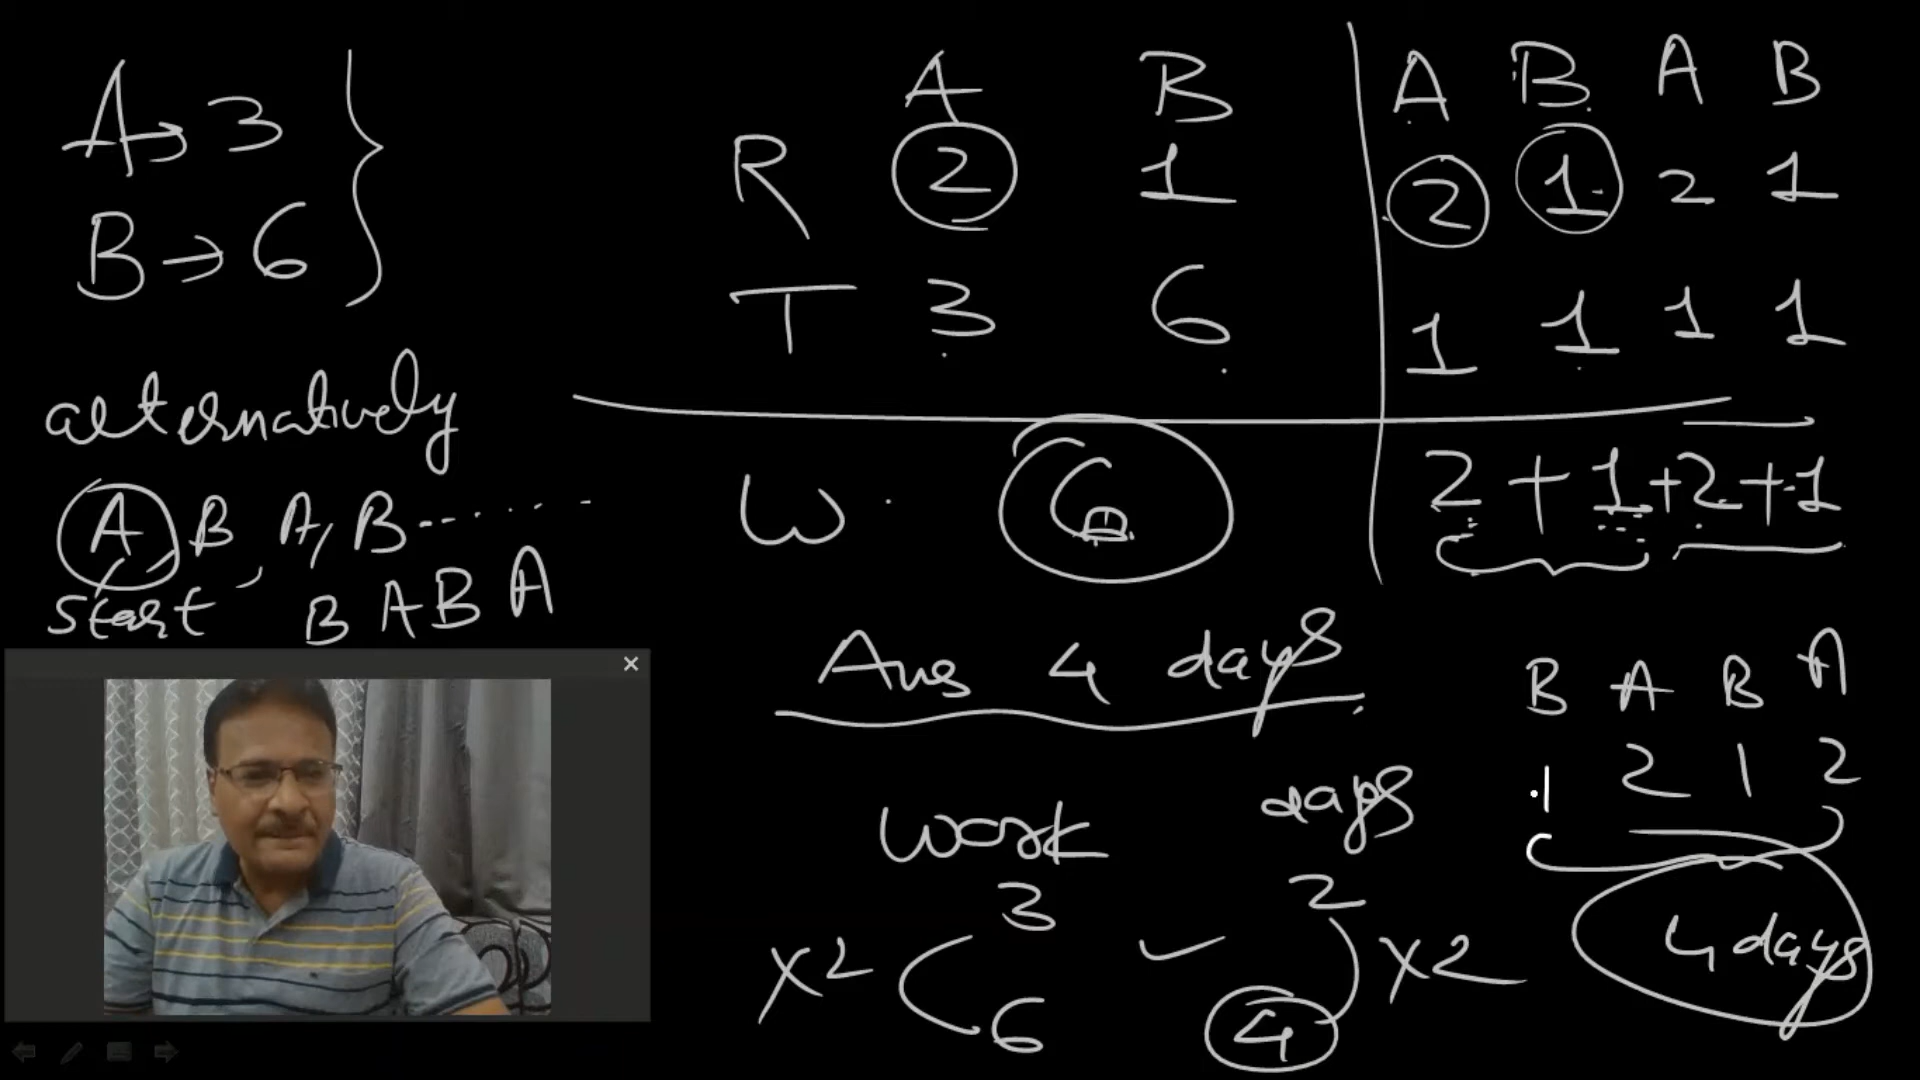 A → 3
B → 6
alternatively
A B A, B ------
start, B A B A
A B
R 2 1
T 3 6
W. 6
A B A B
2 1 2 1
1 1 1 1
2 + 1 + 2 + 1
Ans 4 days
work days
3 2
x2 x2
6 4
B A B A
1 2 1 2
4 days